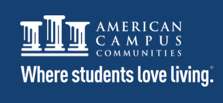 AMERICAN
CAMPUS
COMMUNITIES
Where students love living.®